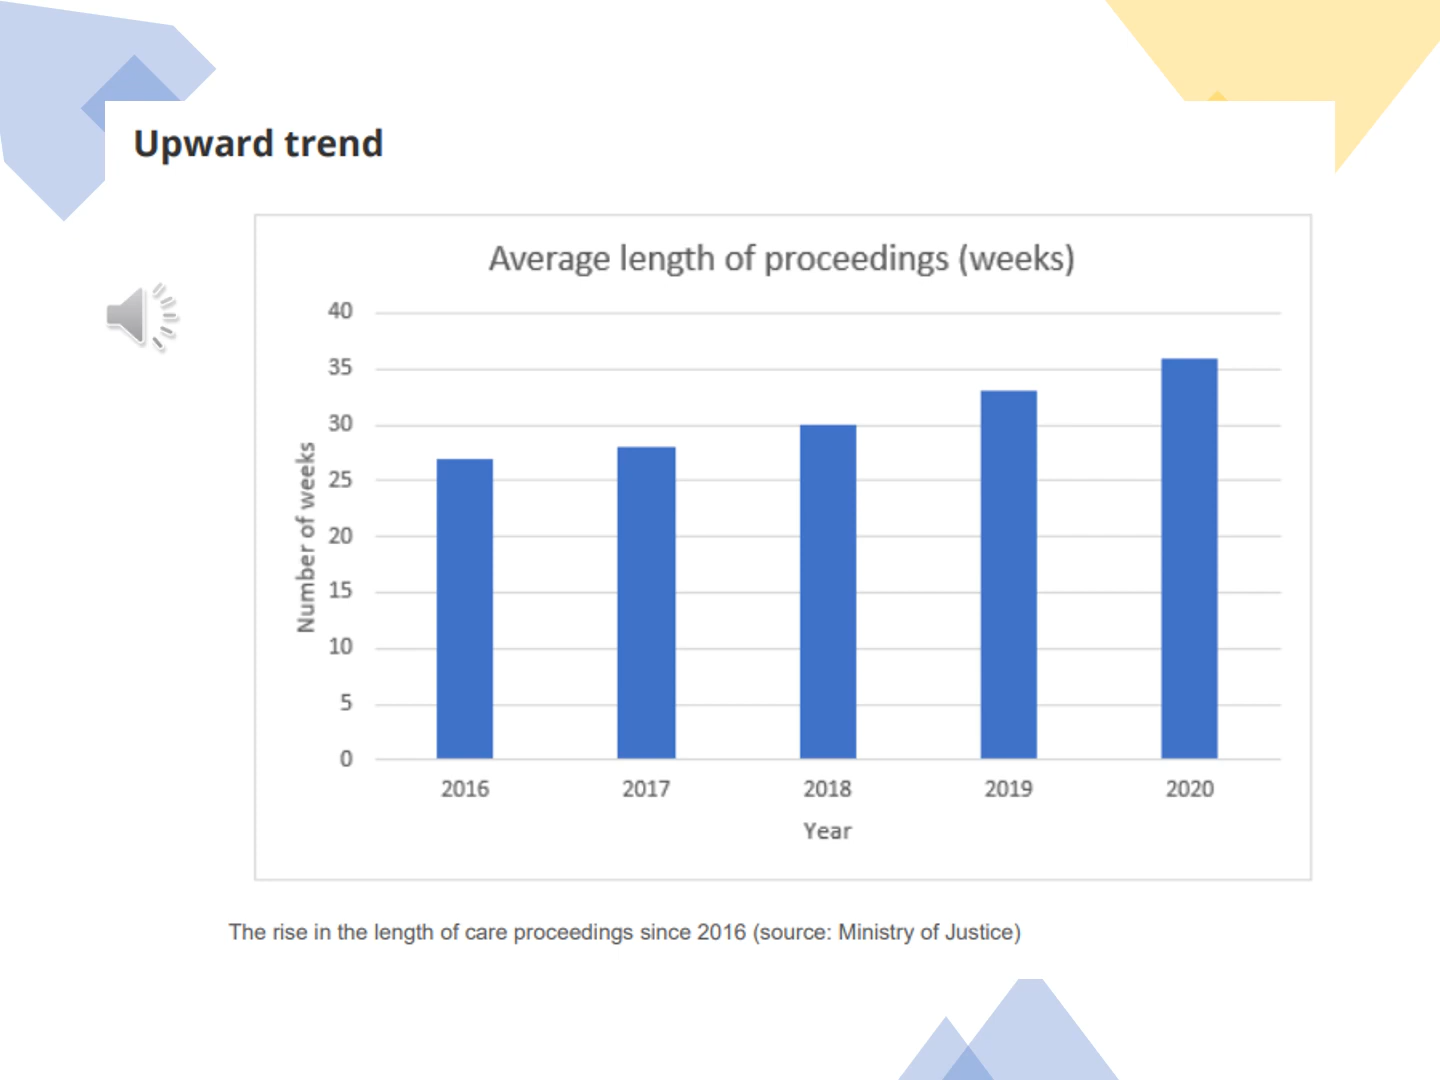 Upward trend
Average length of proceedings (weeks)
40
35
30
25
20
15
10
5
0
Number of weeks
2016 2017 2018 2019 2020
Year
The rise in the length of care proceedings since 2016 (source: Ministry of Justice)